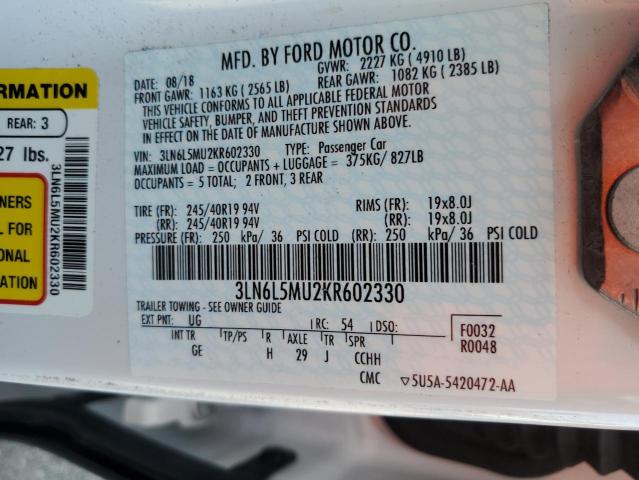 MFD. BY FORD MOTOR CO.
DATE: 08/18 GVWR: 2227 KG ( 4910 LB)
FRONT GAWR: 1163 KG ( 2565 LB) REAR GAWR: 1082 KG ( 2385 LB)
THIS VEHICLE CONFORMS TO ALL APPLICABLE FEDERAL MOTOR
VEHICLE SAFETY, BUMPER, AND THEFT PREVENTION STANDARDS
IN EFFECT ON THE DATE OF MANUFACTURE SHOWN ABOVE.
VIN: 3LN6L5MU2KR602330 TYPE: Passenger Car
MAXIMUM LOAD = OCCUPANTS + LUGGAGE = 375KG/ 827LB
OCCUPANTS = 5 TOTAL; 2 FRONT, 3 REAR
TIRE (FR): 245/40R19 94V RIMS (FR): 19x8.0J
(RR): 245/40R19 94V (RR): 19x8.0J
PRESSURE (FR): 250 kPa/ 36 PSI COLD (RR): 250 kPa/ 36 PSI COLD
3LN6L5MU2KR602330
TRAILER TOWING - SEE OWNER GUIDE
EXT PNT: UG RC: 54 DSO: F0032
INT TR TP/PS R AXLE TR SPR R0048
GE H 29 J CCHH
CMC ▽5U5A-5420472-AA
ORMATION
REAR: 3
27 lbs.
NERS
L FOR
ONAL
ATION
3LN6L5MU2KR602330